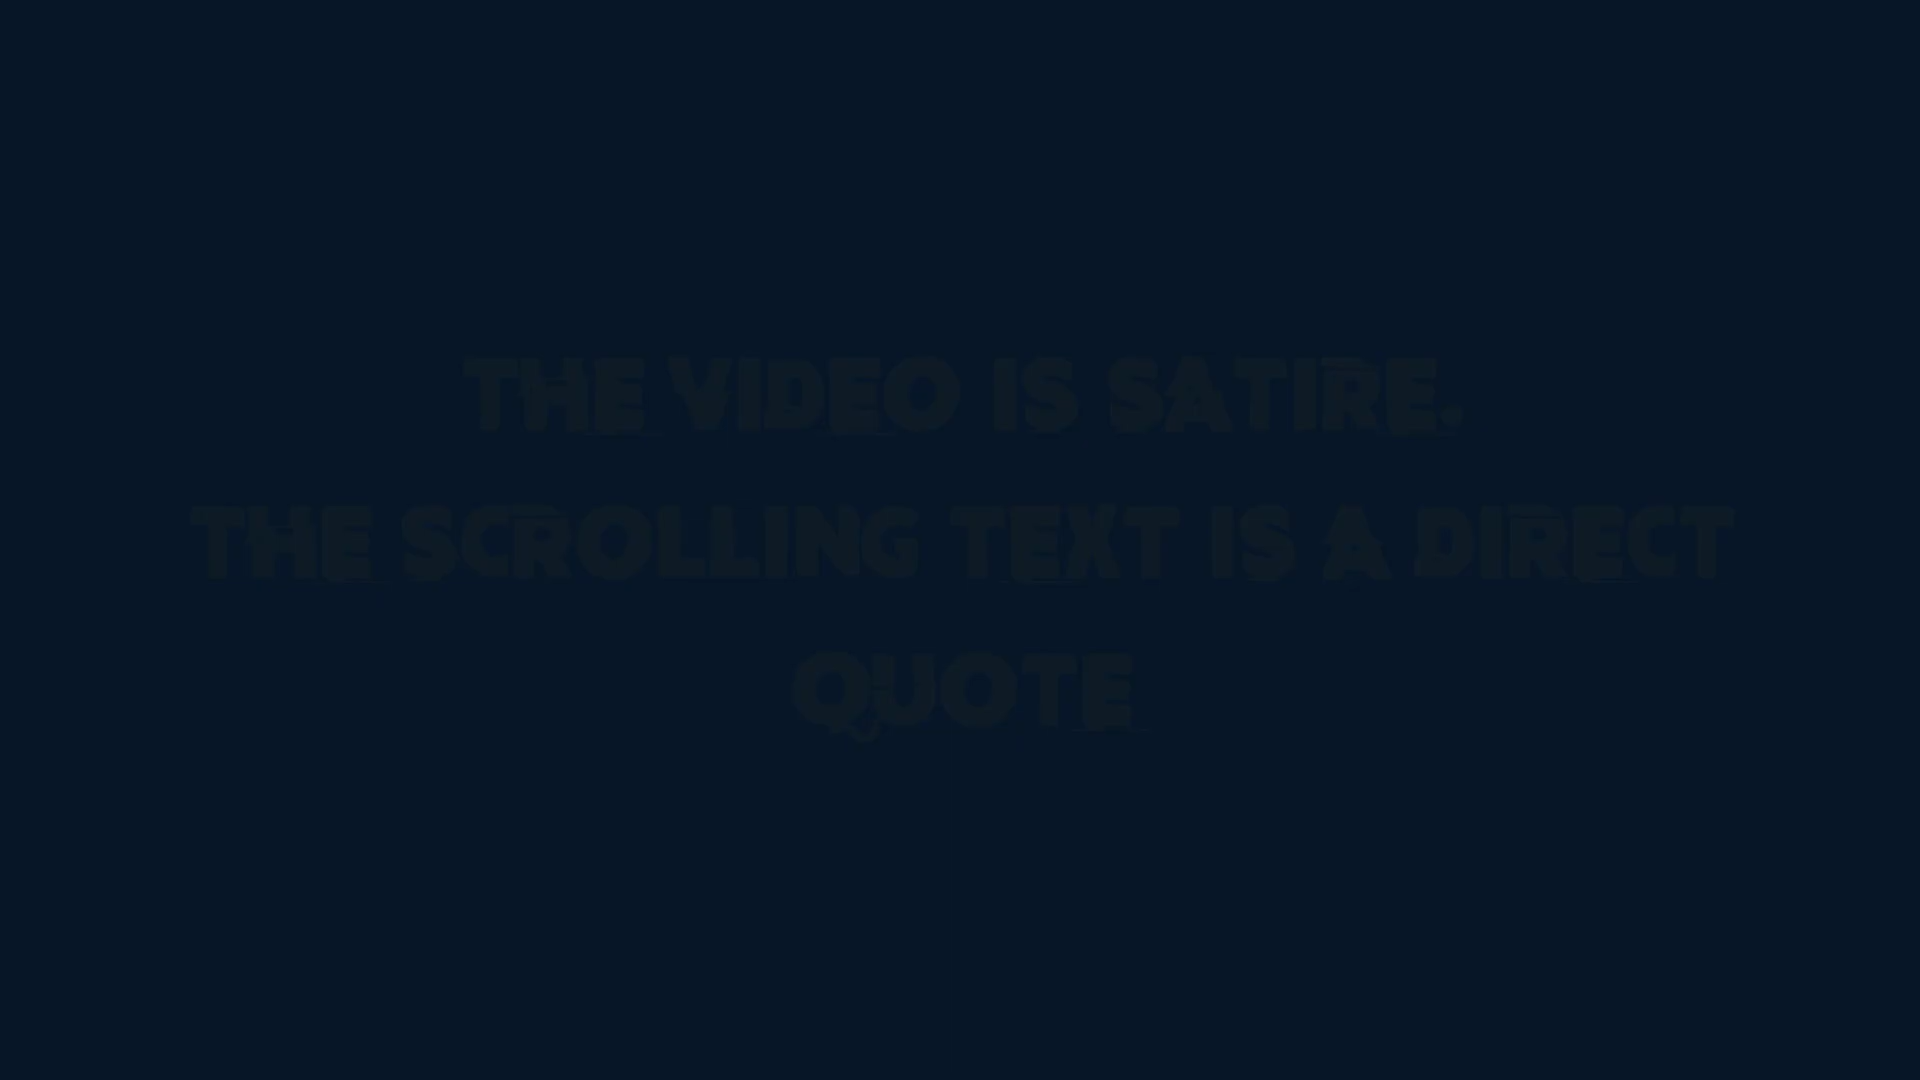 THE VIDEO IS SATIRE.
THE SCROLLING TEXT IS A DIRECT
QUOTE